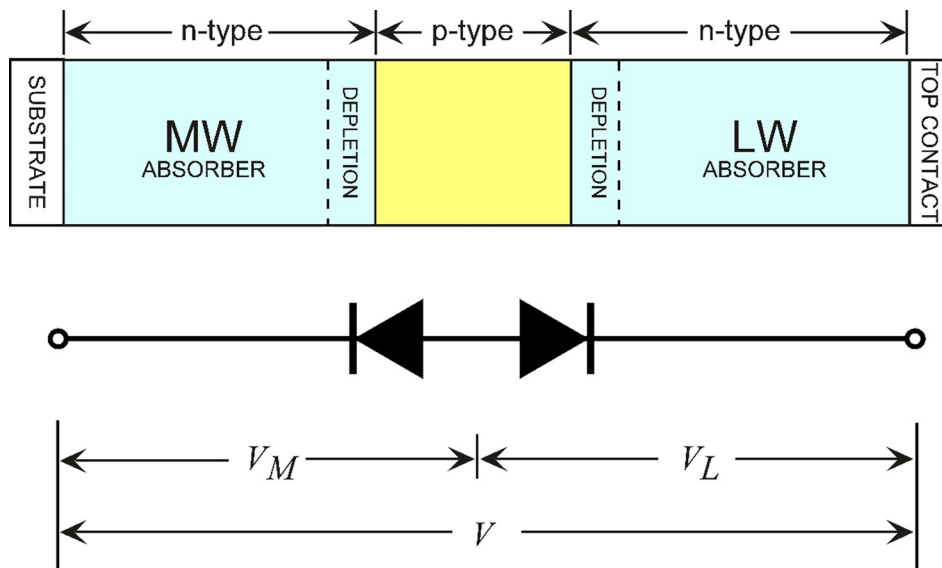 n-type p-type n-type
SUBSTRATE
MW
ABSORBER
DEPLETION
DEPLETION
LW
ABSORBER
TOP CONTACT
V_M V_L
V